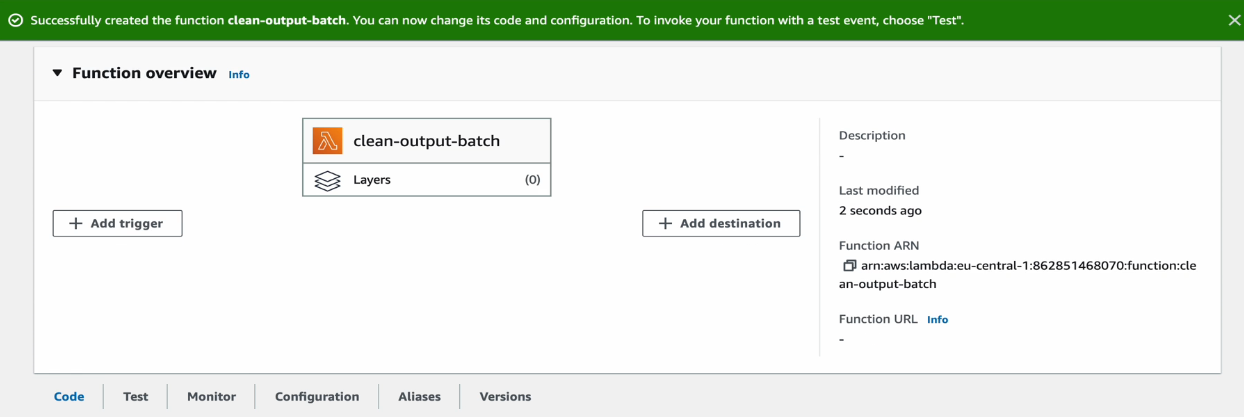 Successfully created the function clean-output-batch. You can now change its code and configuration. To invoke your function with a test event, choose "Test".
Function overview Info
clean-output-batch
Layers (0)
+ Add trigger
+ Add destination
Description
-
Last modified
2 seconds ago
Function ARN
arn:aws:lambda:eu-central-1:862851468070:function:cle
an-output-batch
Function URL Info
-
Code Test Monitor Configuration Aliases Versions